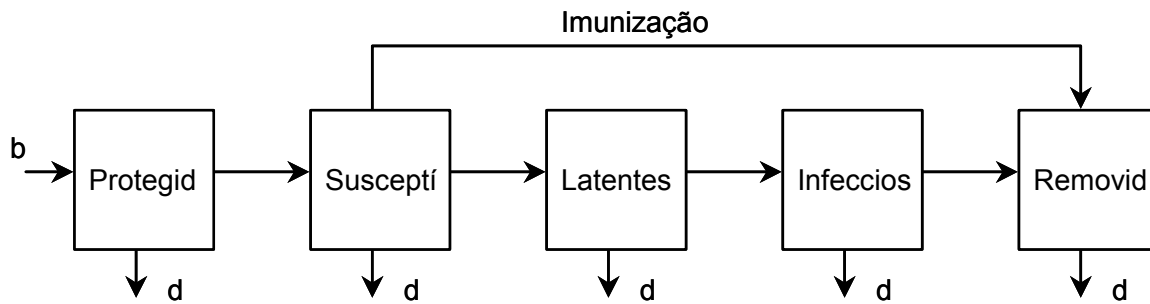 Imunização
b
Protegid
Susceptí
Latentes
Infeccios
Removid
d
d
d
d
d